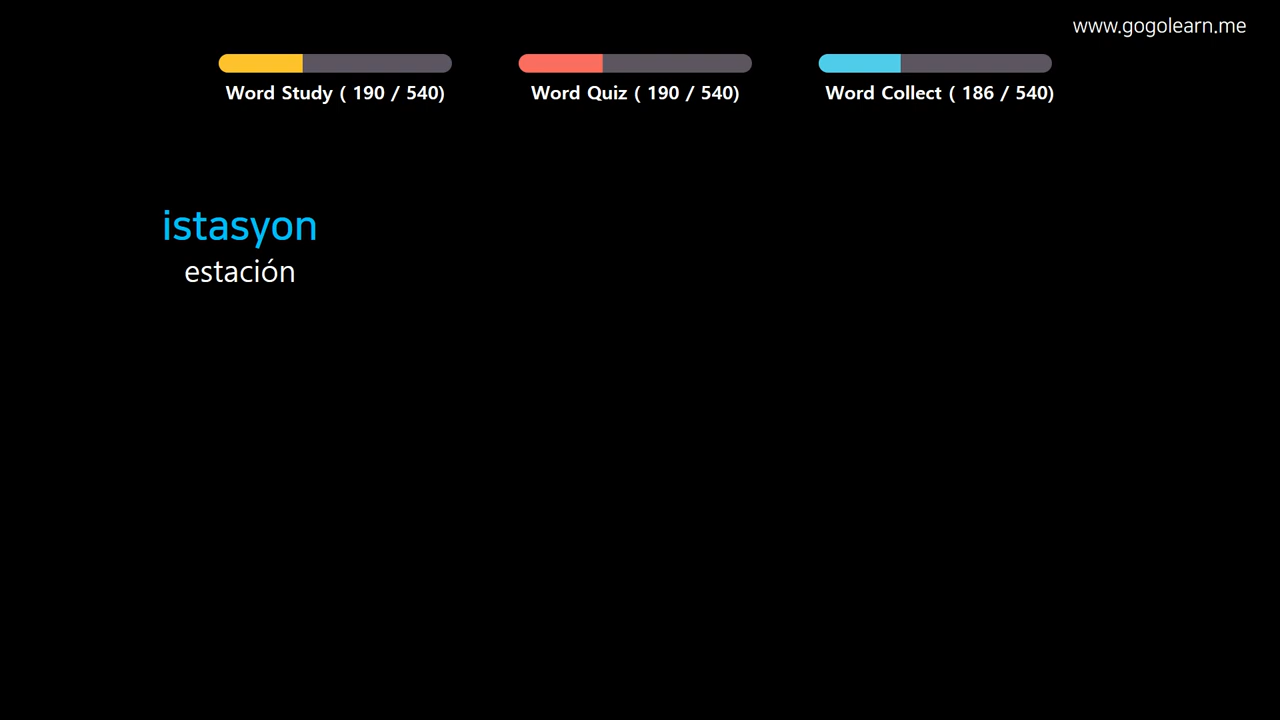 www.gogolearn.me
Word Study ( 190 / 540)
Word Quiz ( 190 / 540)
Word Collect ( 186 / 540)
istasyon
estación